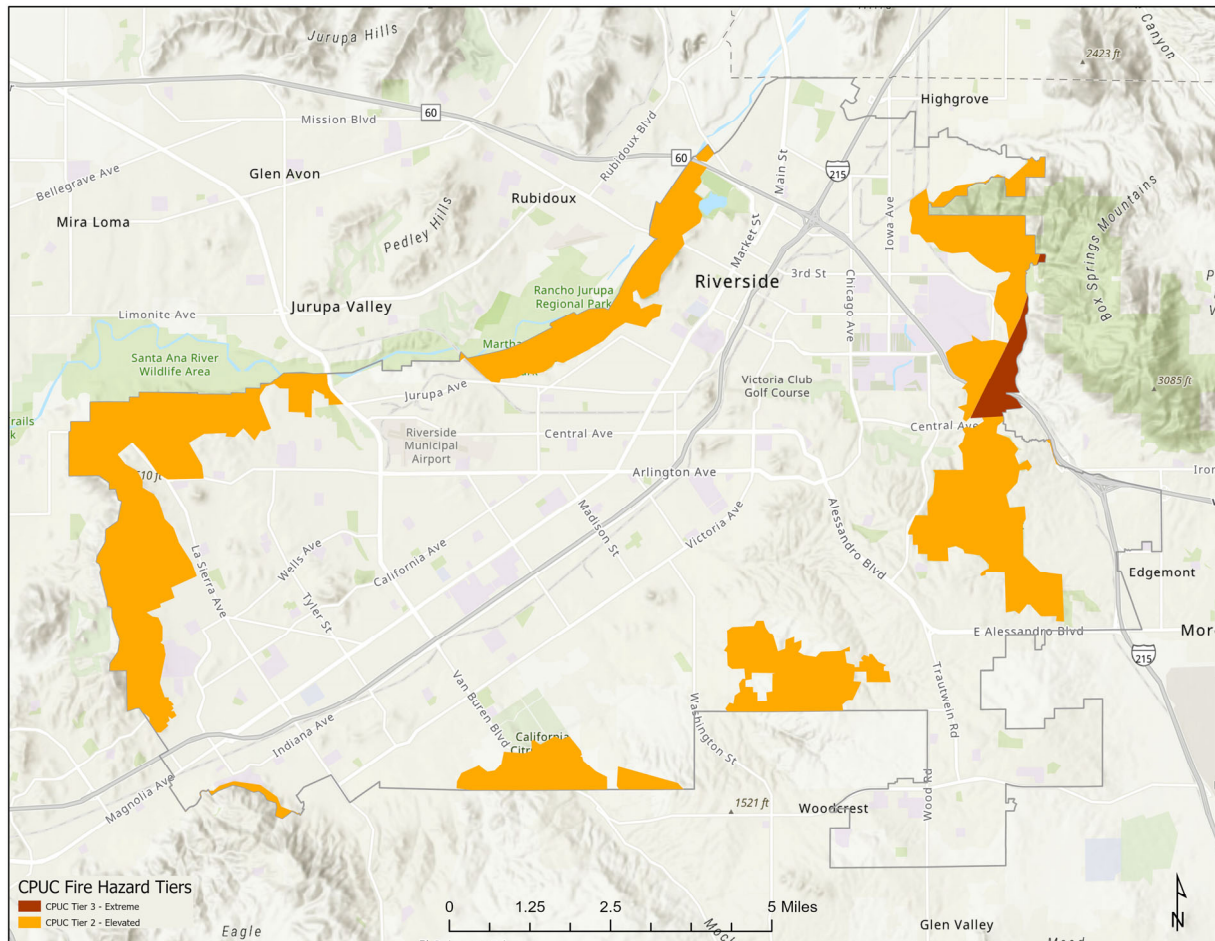 Jurupa Hills
Canyon
2423 ft
60
Mission Blvd
Highgrove
Rubidoux Blvd
60
Main St
215
Bellegrave Ave
Glen Avon
Rubidoux
Iowa Ave
Mira Loma
Pedley Hills
Market St
Box Springs Mountains
3rd St
Riverside
Chicago Ave
Rancho Jurupa
Regional Park
Jurupa Valley
Limonite Ave
Santa Ana River
Wildlife Area
Martha
3085 ft
Jurupa Ave
Victoria Club
Golf Course
Riverside
Municipal
Airport
Central Ave
Central Ave
Arlington Ave
Iron
Madison St
Victoria Ave
Alessandro Blvd
La Sierra Ave
Wells Ave
California Ave
Tyler St
Edgemont
E Alessandro Blvd
Mor
215
Van Buren Blvd
Washington St
Trautwein Rd
Indiana Ave
California
Citr
Magnolia Ave
1521 ft
Woodcrest
Wood Rd
CPUC Fire Hazard Tiers
CPUC Tier 3 - Extreme
CPUC Tier 2 - Elevated
0 1.25 2.5 5 Miles
N
Eagle
Glen Valley